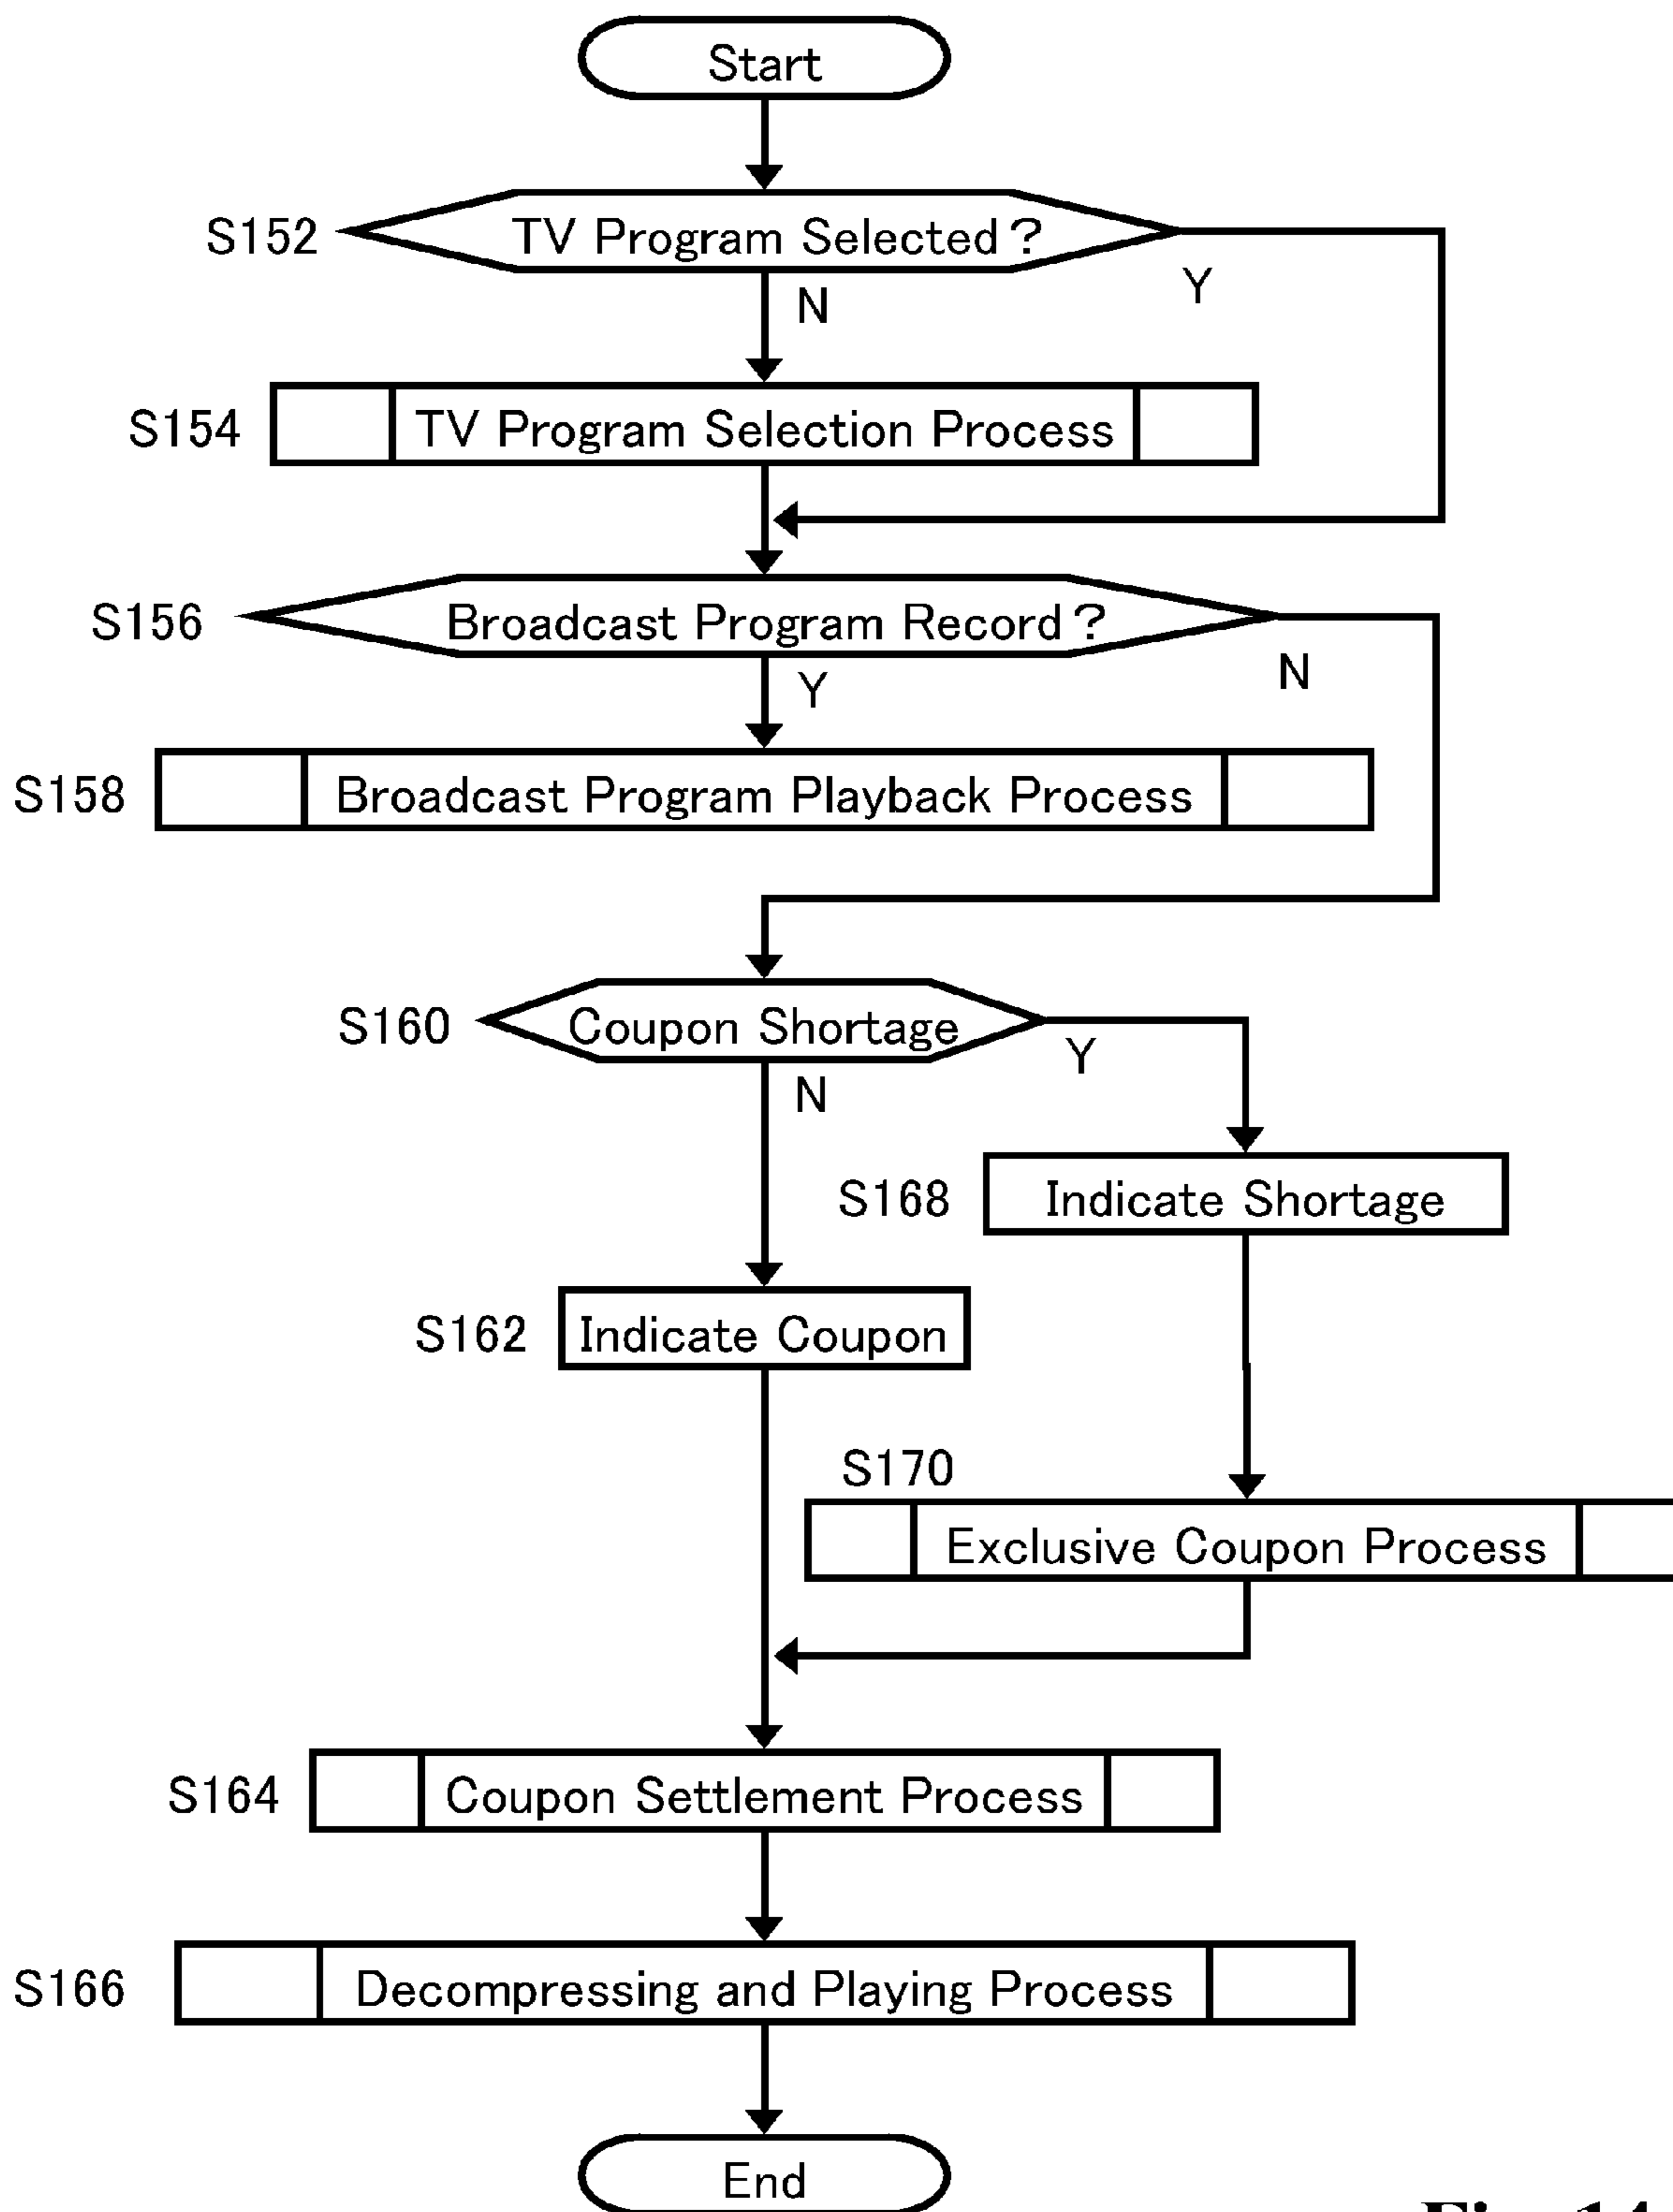 Start
S152
TV Program Selected?
Y
N
S154
TV Program Selection Process
S156
Broadcast Program Record?
N
Y
S158
Broadcast Program Playback Process
S160
Coupon Shortage
Y
N
S168
Indicate Shortage
S162
Indicate Coupon
S170
Exclusive Coupon Process
S164
Coupon Settlement Process
S166
Decompressing and Playing Process
End